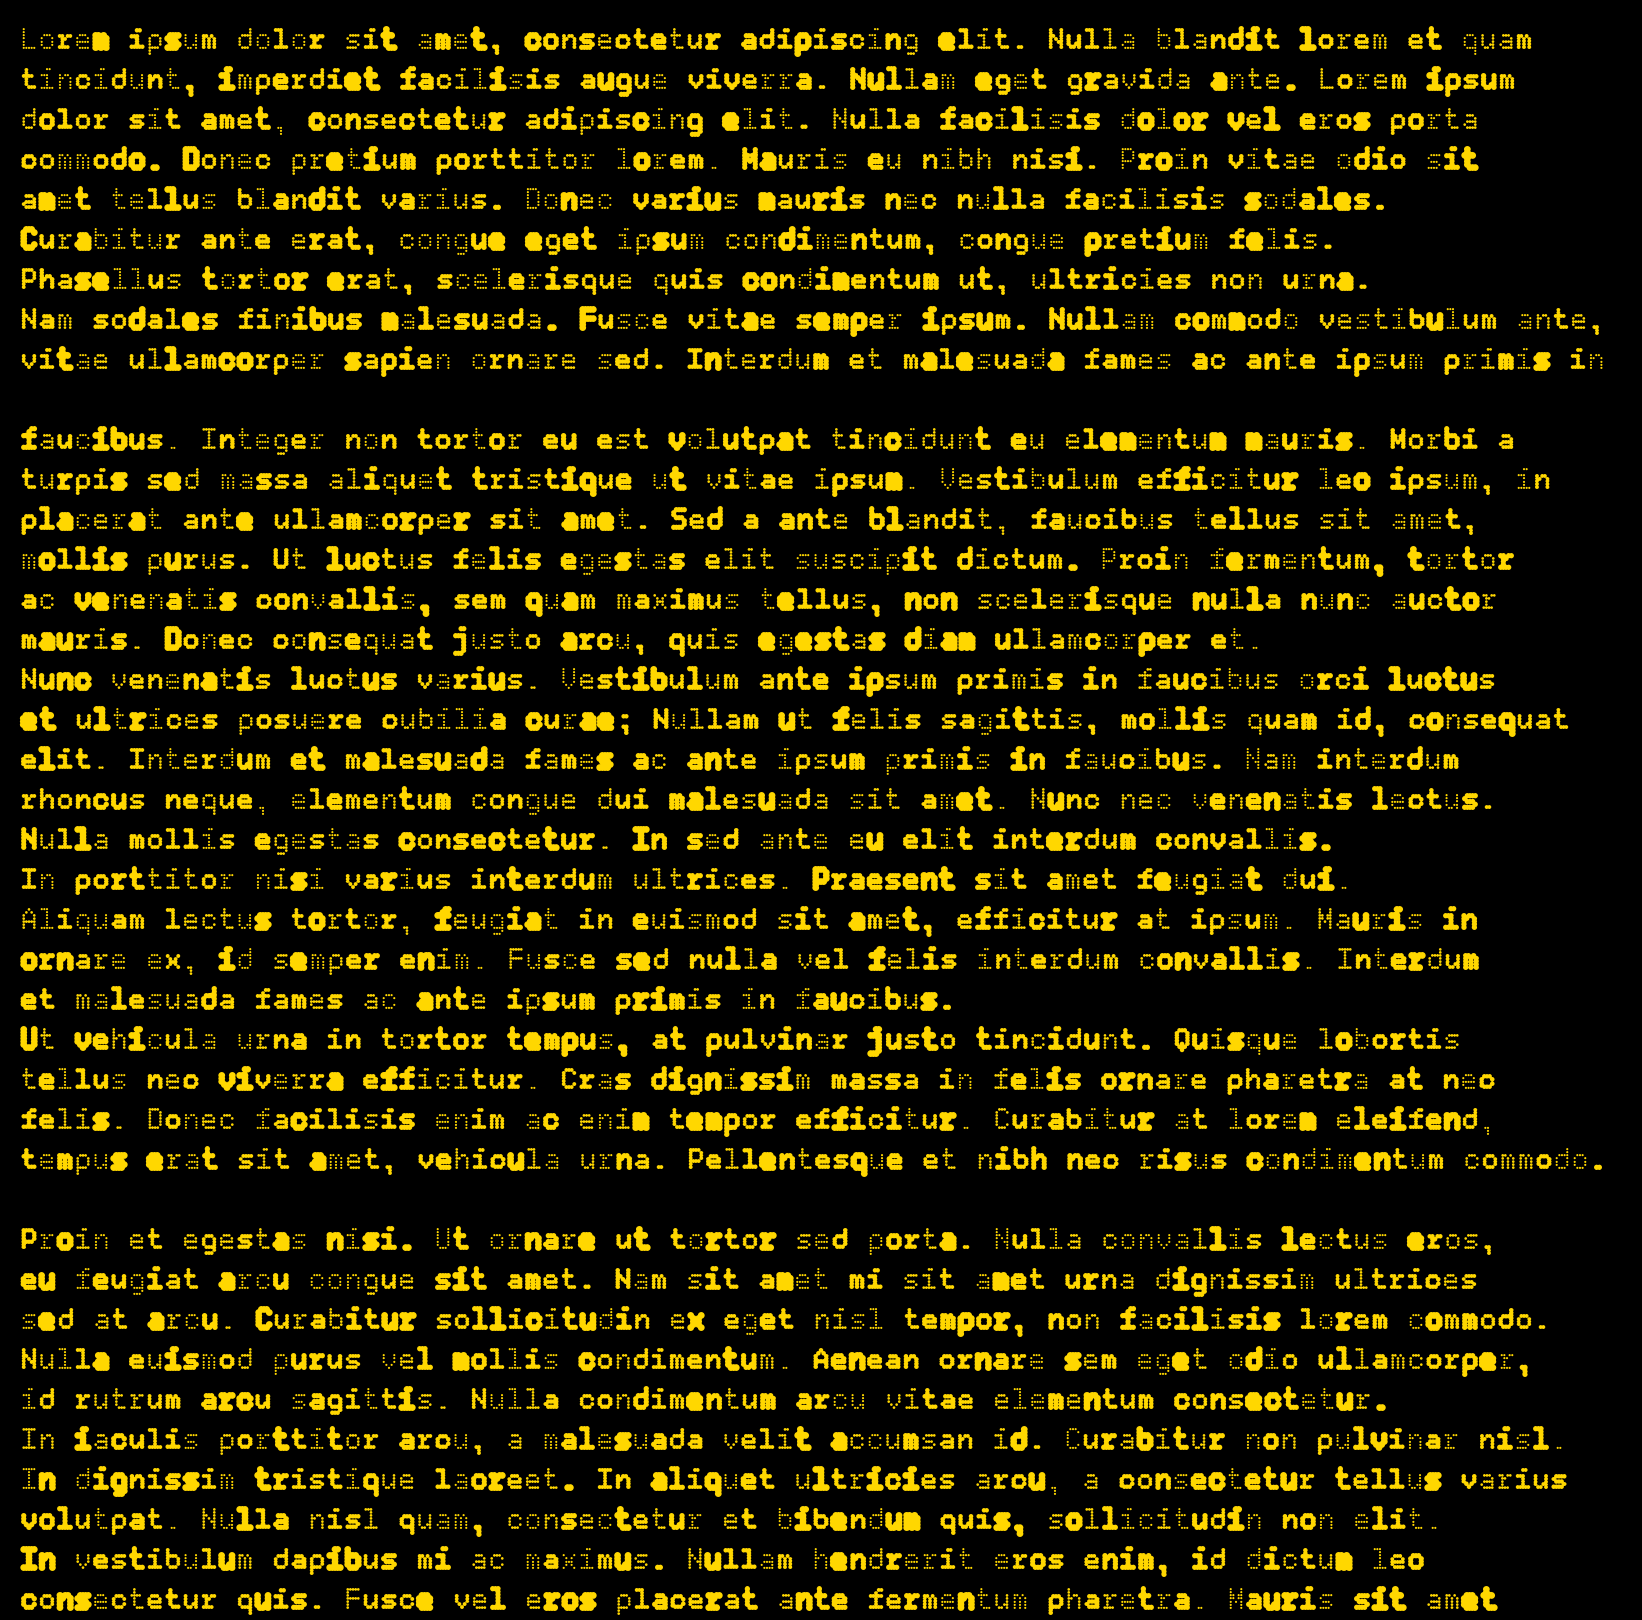 Lorem ipsum dolor sit amet, consectetur adipiscing elit. Nulla blandit lorem et quam
tincidunt, imperdiet facilisis augue viverra. Nullam eget gravida ante. Lorem ipsum
dolor sit amet, consectetur adipiscing elit. Nulla facilisis dolor vel eros porta
commodo. Donec pretium porttitor lorem. Mauris eu nibh nisi. Proin vitae odio sit
amet tellus blandit varius. Donec varius mauris nec nulla facilisis sodales.
Curabitur ante erat, congue eget ipsum condimentum, congue pretium felis.
Phasellus tortor erat, scelerisque quis condimentum ut, ultricies non urna.
Nam sodales finibus malesuada. Fusce vitae semper ipsum. Nullam commodo vestibulum ante,
vitae ullamcorper sapien ornare sed. Interdum et malesuada fames ac ante ipsum primis in
faucibus. Integer non tortor eu est volutpat tincidunt eu elementum mauris. Morbi a
turpis sed massa aliquet tristique ut vitae ipsum. Vestibulum efficitur leo ipsum, in
placerat ante ullamcorper sit amet. Sed a ante blandit, faucibus tellus sit amet,
mollis purus. Ut luctus felis egestas elit suscipit dictum. Proin fermentum, tortor
ac venenatis convallis, sem quam maximus tellus, non scelerisque nulla nunc auctor
mauris. Donec consequat justo arcu, quis egestas diam ullamcorper et.
Nunc venenatis luctus varius. Vestibulum ante ipsum primis in faucibus orci luctus
et ultrices posuere cubilia curae; Nullam ut felis sagittis, mollis quam id, consequat
elit. Interdum et malesuada fames ac ante ipsum primis in faucibus. Nam interdum
rhoncus neque, elementum congue dui malesuada sit amet. Nunc nec venenatis lectus.
Nulla mollis egestas consectetur. In sed ante eu elit interdum convallis.
In porttitor nisi varius interdum ultrices. Praesent sit amet feugiat dui.
Aliquam lectus tortor, feugiat in euismod sit amet, efficitur at ipsum. Mauris in
ornare ex, id semper enim. Fusce sed nulla vel felis interdum convallis. Interdum
et malesuada fames ac ante ipsum primis in faucibus.
Ut vehicula urna in tortor tempus, at pulvinar justo tincidunt. Quisque lobortis
tellus nec viverra efficitur. Cras dignissim massa in felis ornare pharetra at nec
felis. Donec facilisis enim ac enim tempor efficitur. Curabitur at lorem eleifend,
tempus erat sit amet, vehicula urna. Pellentesque et nibh nec risus condimentum commodo.
Proin et egestas nisi. Ut ornare ut tortor sed porta. Nulla convallis lectus eros,
eu feugiat arcu congue sit amet. Nam sit amet mi sit amet urna dignissim ultrices
sed at arcu. Curabitur sollicitudin ex eget nisl tempor, non facilisis lorem commodo.
Nulla euismod purus vel mollis condimentum. Aenean ornare sem eget odio ullamcorper,
id rutrum arcu sagittis. Nulla condimentum arcu vitae elementum consectetur.
In iaculis porttitor arcu, a malesuada velit accumsan id. Curabitur non pulvinar nisl.
In dignissim tristique laoreet. In aliquet ultricies arcu, a consectetur tellus varius
volutpat. Nulla nisl quam, consectetur et bibendum quis, sollicitudin non elit.
In vestibulum dapibus mi ac maximus. Nullam hendrerit eros enim, id dictum leo
consectetur quis. Fusce vel eros placerat ante fermentum pharetra. Mauris sit amet